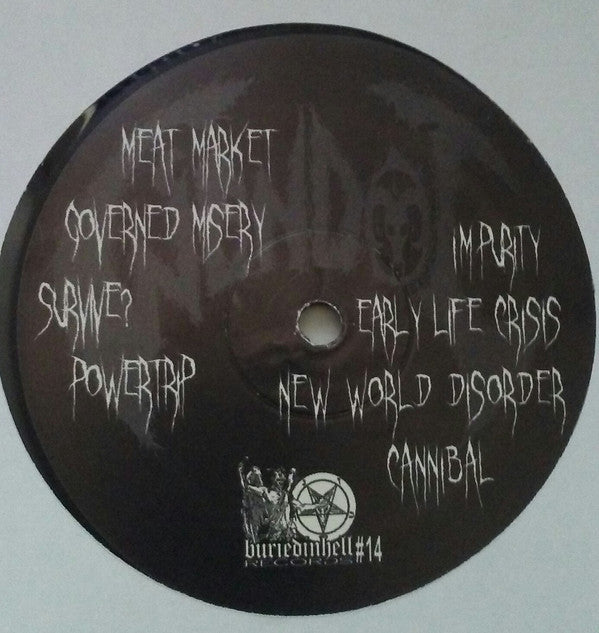 MEAT MARKET
GOVERNED MISERY
SURVIVE?
POWERTRIP
IMPURITY
EARLY LIFE CRISIS
NEW WORLD DISORDER
CANNIBAL
buriedinhell #14
RECORDS